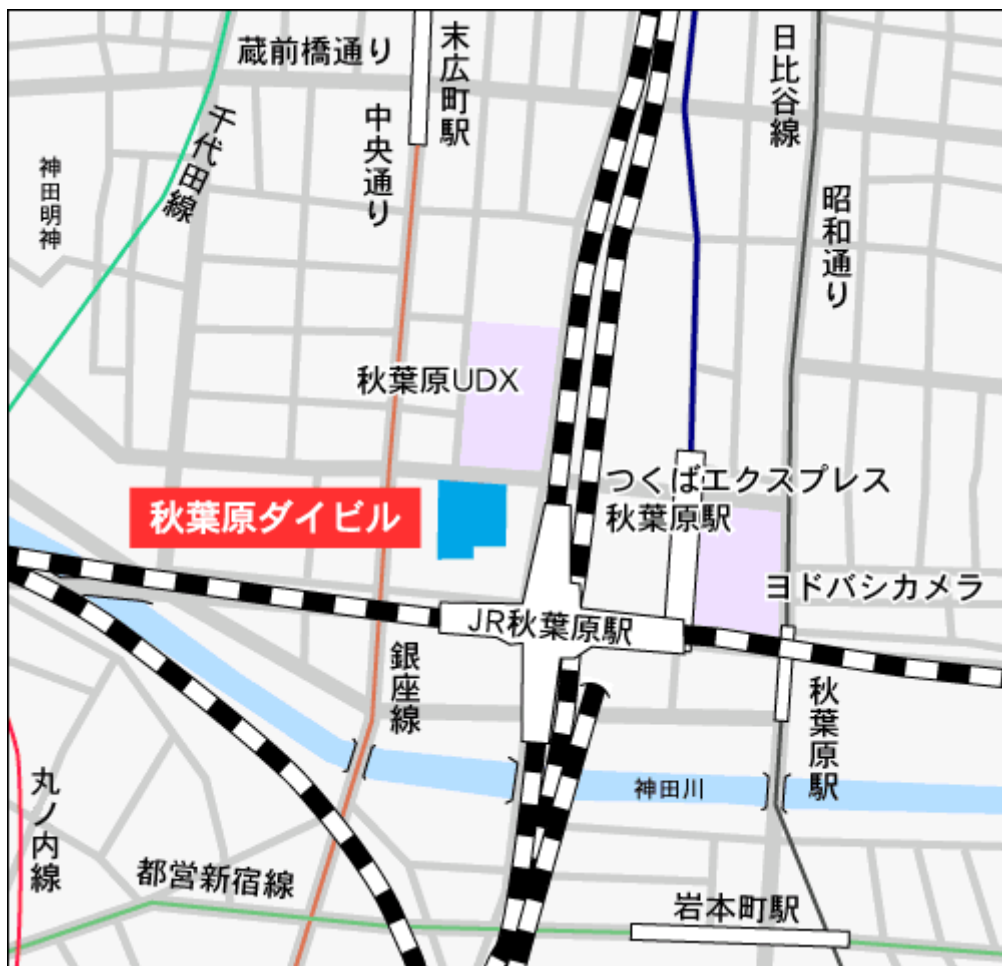 蔵前橋通り
末広町駅
日比谷線
千代田線
中央通り
神田明神
昭和通り
秋葉原UDX
つくばエクスプレス
秋葉原駅
秋葉原ダイビル
ヨドバシカメラ
JR秋葉原駅
銀座線
秋葉原駅
丸ノ内線
神田川
都営新宿線
岩本町駅